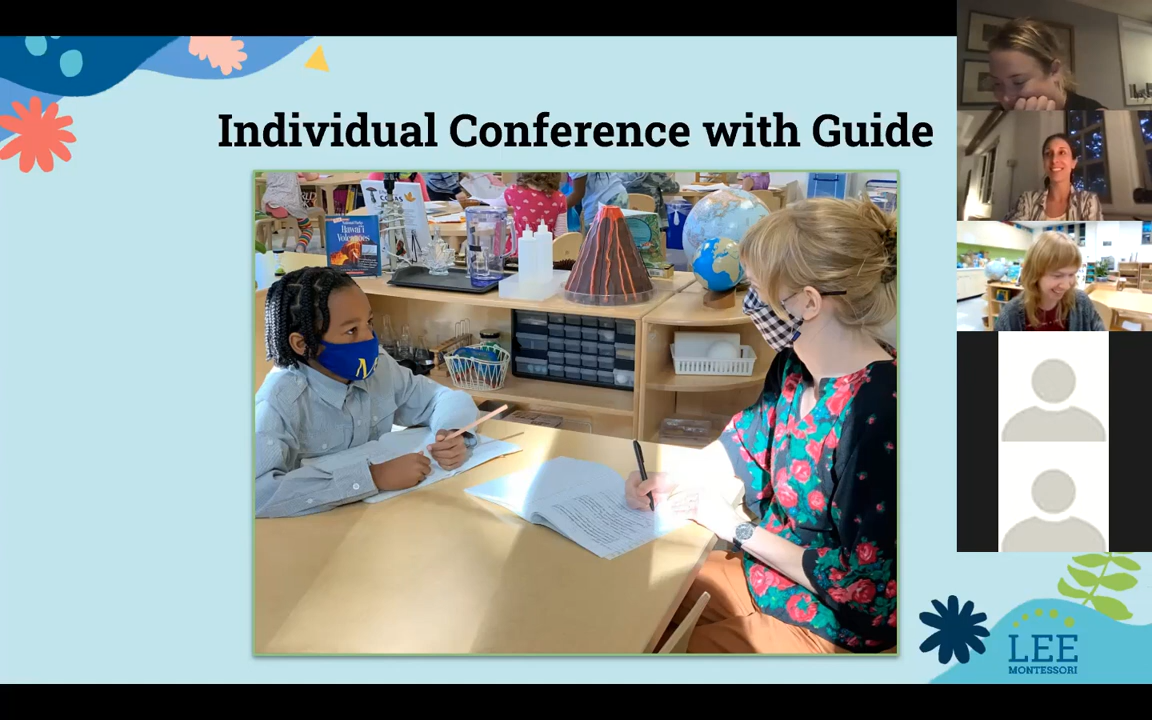 Individual Conference with Guide
Hawai'i
Volcanoes
LEE
MONTESSORI